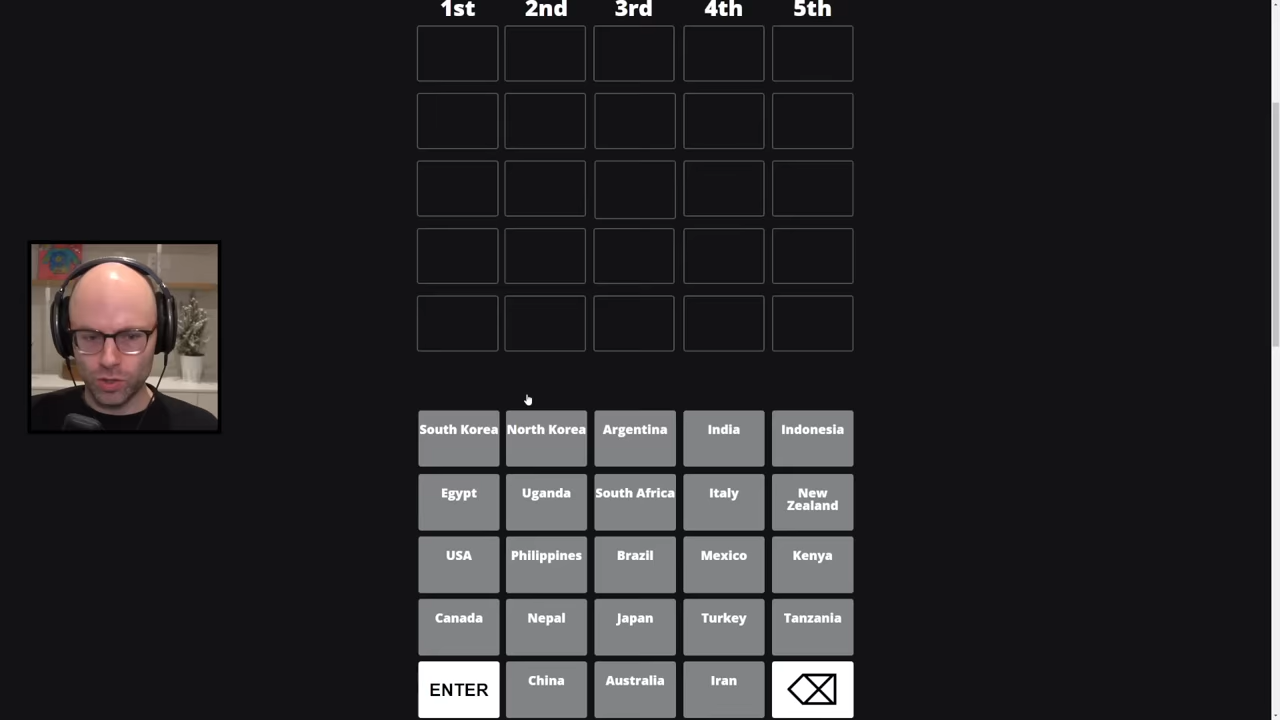 1st 2nd 3rd 4th 5th
South Korea North Korea Argentina India Indonesia
Egypt Uganda South Africa Italy New Zealand
USA Philippines Brazil Mexico Kenya
Canada Nepal Japan Turkey Tanzania
ENTER China Australia Iran